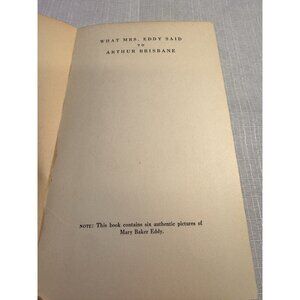 WHAT MRS. EDDY SAID
TO
ARTHUR BRISBANE
NOTE: This book contains six authentic pictures of
Mary Baker Eddy.